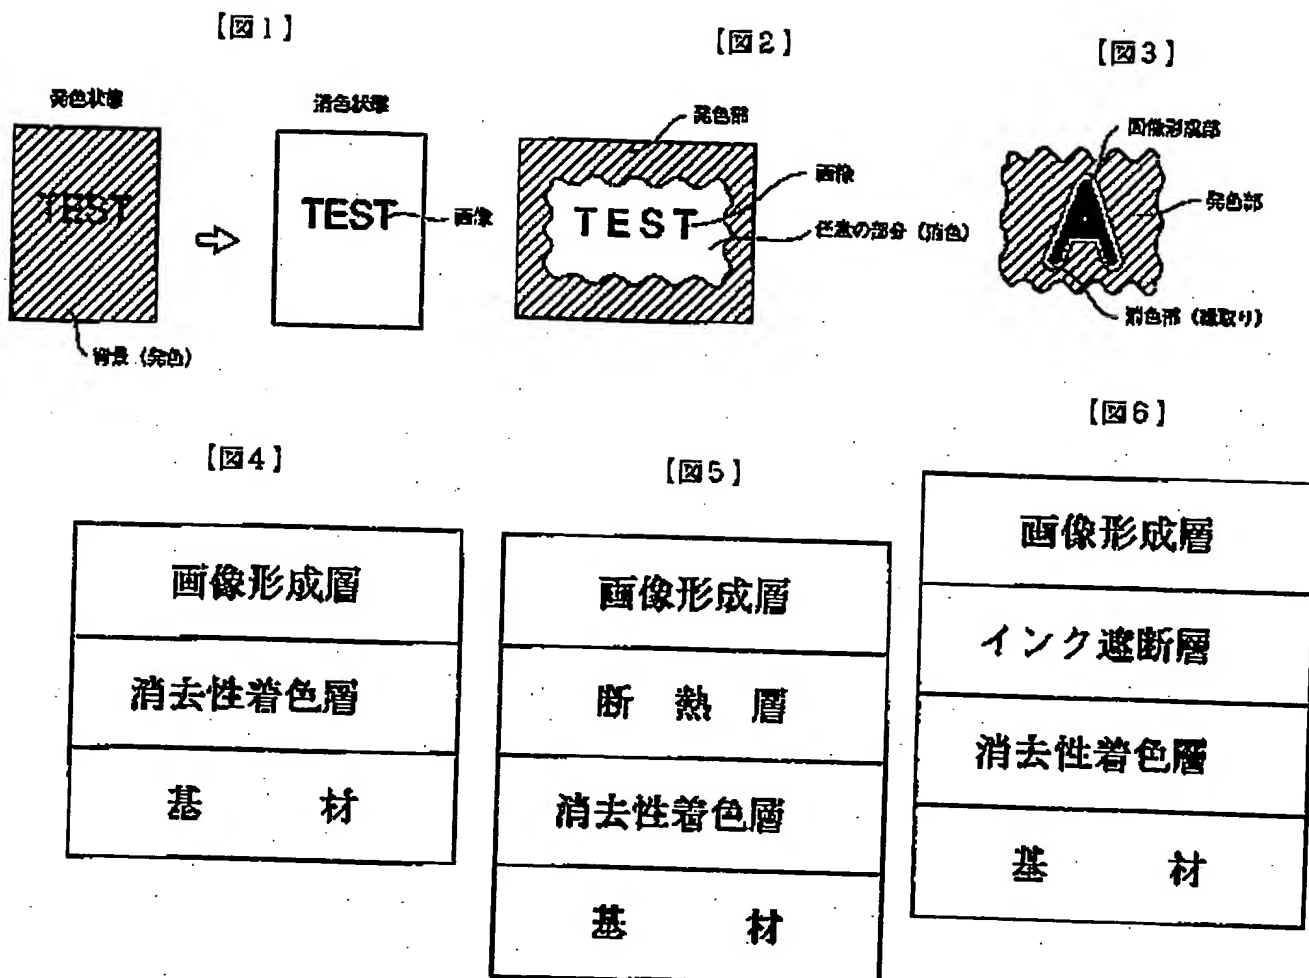 【図1】
発色状態
消色状態
TEST
TEST
画像
背景 (発色)
【図2】
発色部
TEST
画像
任意の部分 (消色)
【図3】
画像形成部
A
発色部
消色部 (縁取り)
【図4】
画像形成層
消去性着色層
基 材
【図5】
画像形成層
断 熱 層
消去性着色層
基 材
【図6】
画像形成層
インク遮断層
消去性着色層
基 材